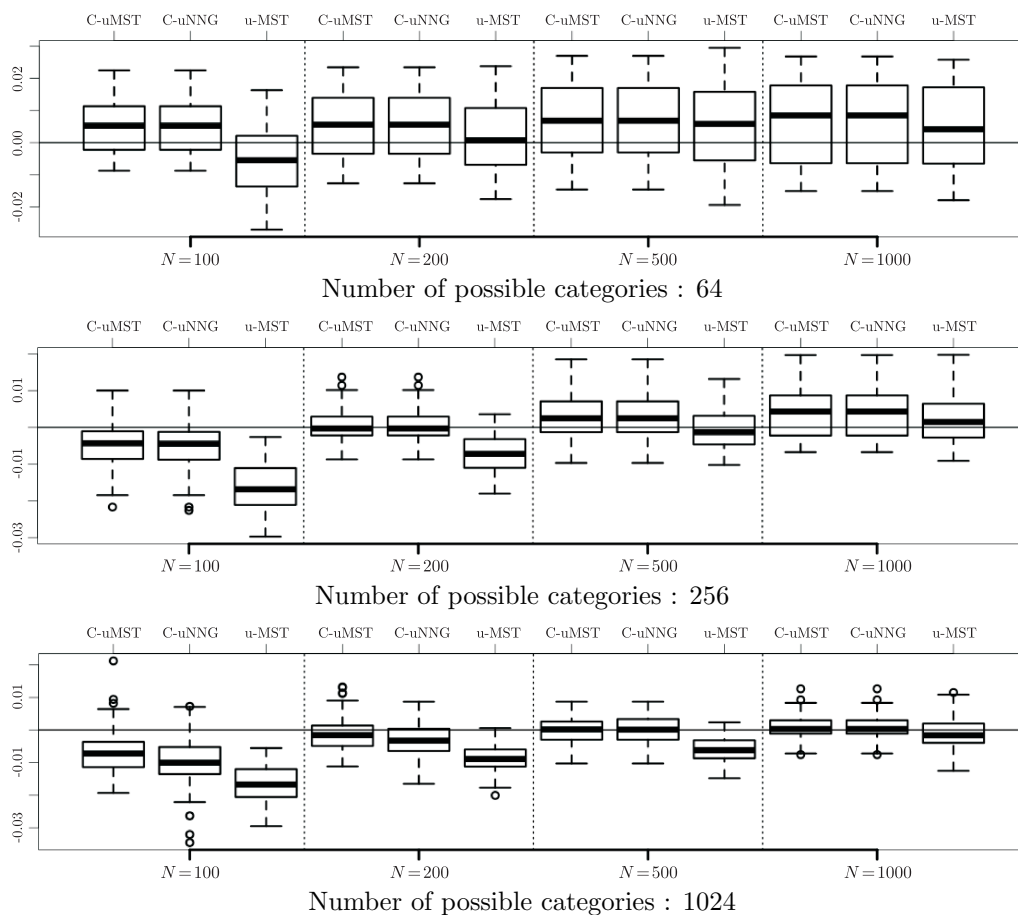 C-uMST C-uNNG u-MST C-uMST C-uNNG u-MST C-uMST C-uNNG u-MST C-uMST C-uNNG u-MST
0.02
0.00
-0.02
N=100 N=200 N=500 N=1000
Number of possible categories : 64
C-uMST C-uNNG u-MST C-uMST C-uNNG u-MST C-uMST C-uNNG u-MST C-uMST C-uNNG u-MST
0.01
-0.01
-0.03
N=100 N=200 N=500 N=1000
Number of possible categories : 256
C-uMST C-uNNG u-MST C-uMST C-uNNG u-MST C-uMST C-uNNG u-MST C-uMST C-uNNG u-MST
0.01
-0.01
-0.03
N=100 N=200 N=500 N=1000
Number of possible categories : 1024